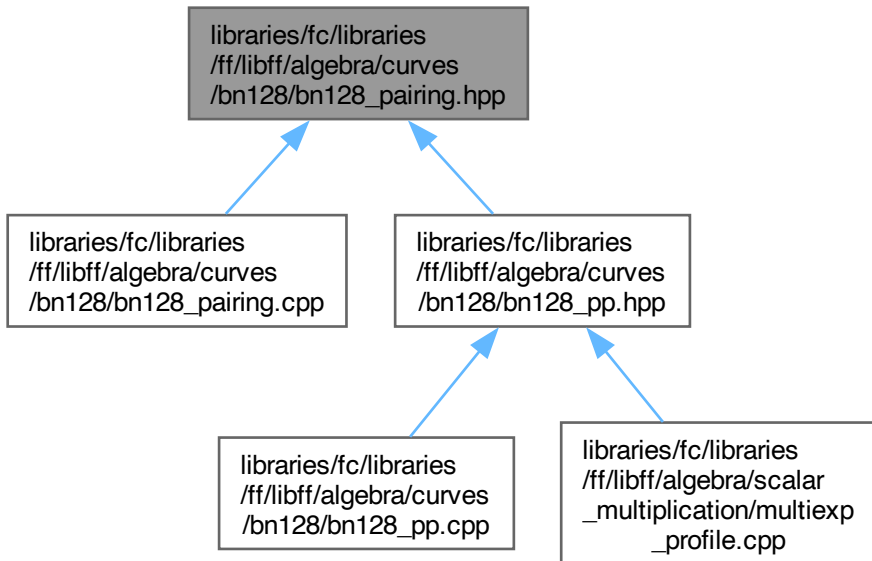 libraries/fc/libraries
/ff/libff/algebra/curves
/bn128/bn128_pairing.hpp
libraries/fc/libraries
/ff/libff/algebra/curves
/bn128/bn128_pairing.cpp
libraries/fc/libraries
/ff/libff/algebra/curves
/bn128/bn128_pp.hpp
libraries/fc/libraries
/ff/libff/algebra/curves
/bn128/bn128_pp.cpp
libraries/fc/libraries
/ff/libff/algebra/scalar
_multiplication/multiexp
_profile.cpp